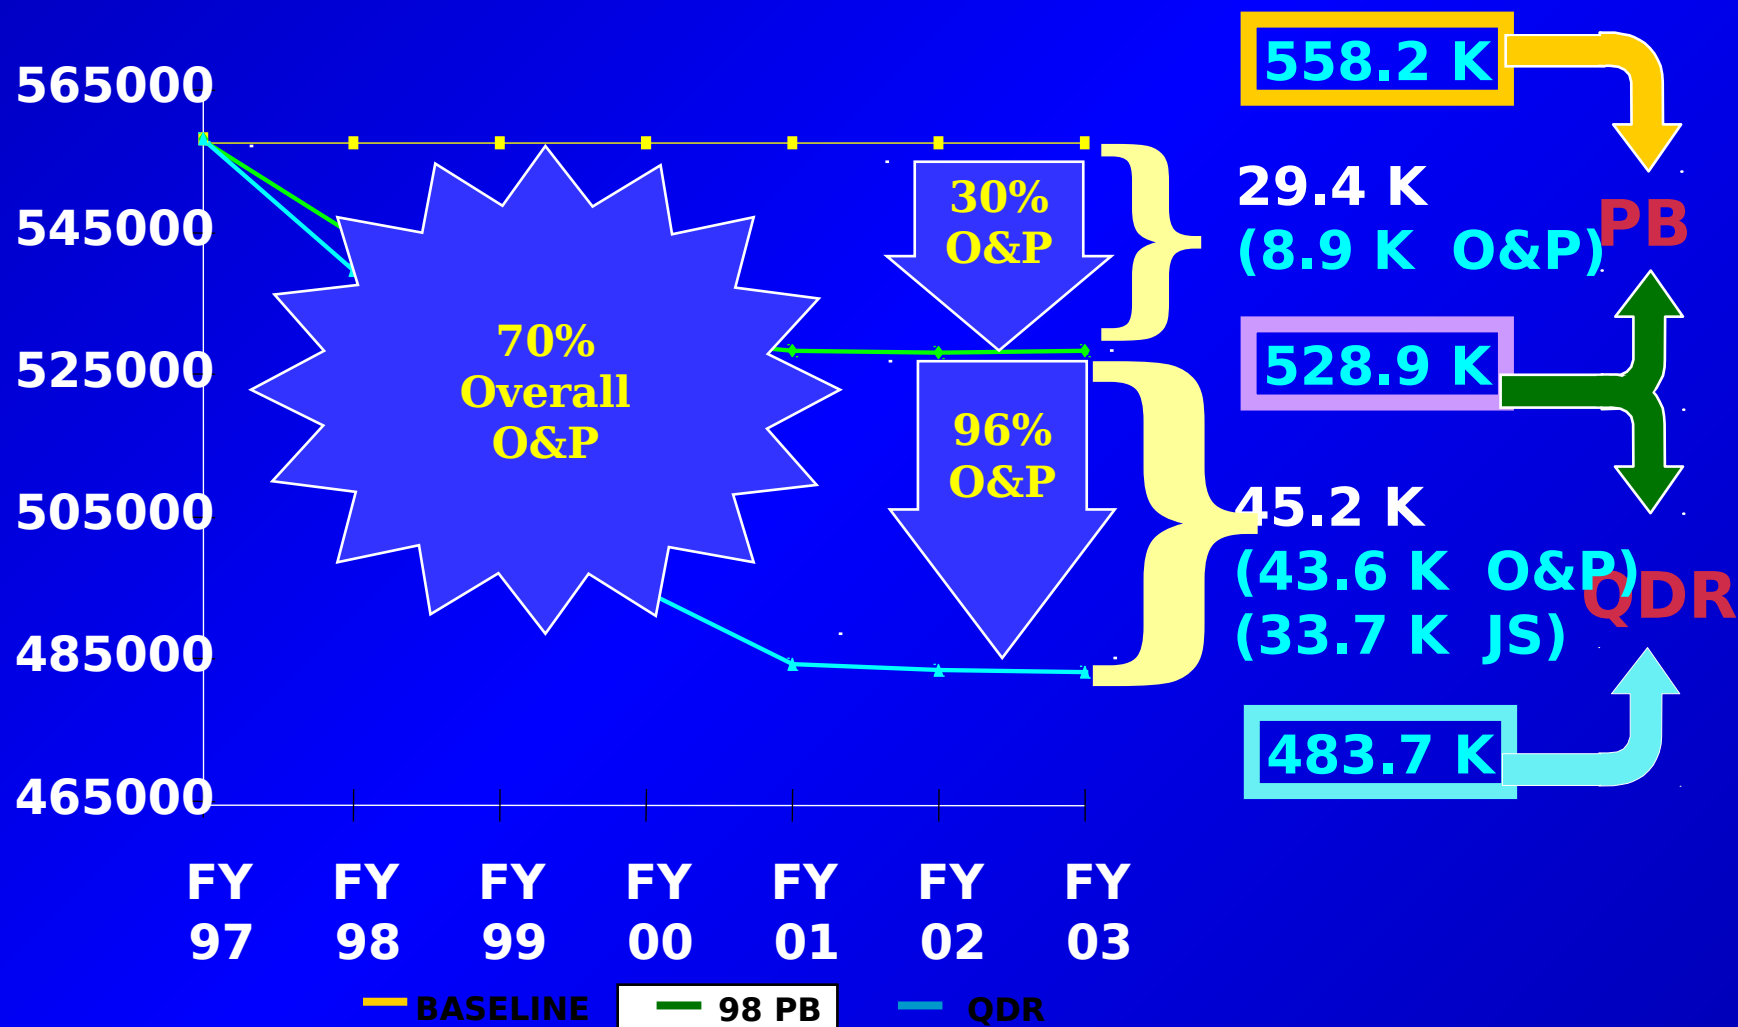 565000
545000
525000
505000
485000
465000
FY
97
FY
98
FY
99
FY
00
FY
01
FY
02
FY
03
BASELINE
98 PB
QDR
70%
Overall
O&P
30%
O&P
96%
O&P
558.2 K
29.4 K
(8.9 K O&P)
PB
528.9 K
45.2 K
(43.6 K O&P)
(33.7 K JS)
QDR
483.7 K